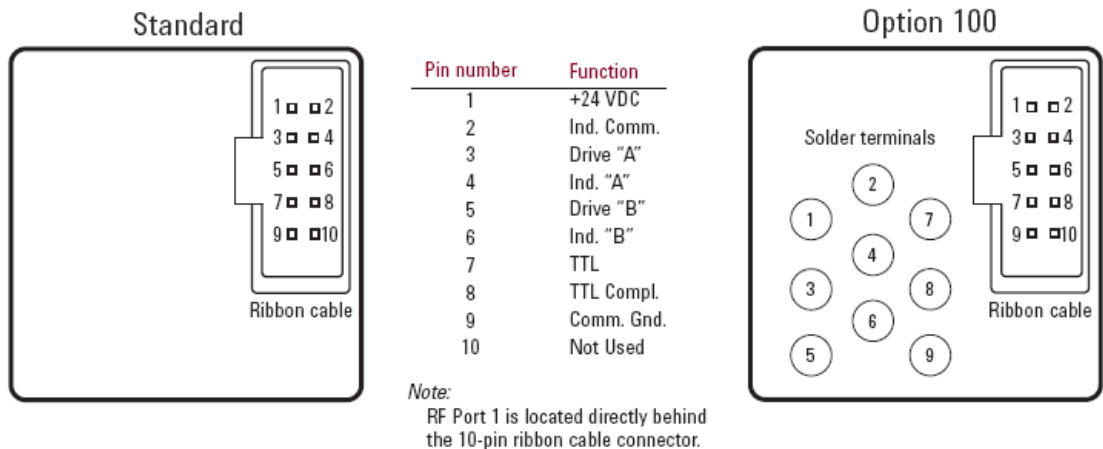 Standard
1 2
3 4
5 6
7 8
9 10
Ribbon cable
Pin number Function
1 +24 VDC
2 Ind. Comm.
3 Drive "A"
4 Ind. "A"
5 Drive "B"
6 Ind. "B"
7 TTL
8 TTL Compl.
9 Comm. Gnd.
10 Not Used
Note:
RF Port 1 is located directly behind
the 10-pin ribbon cable connector.
Option 100
Solder terminals
2
1 7
4
3 8
6
5 9
1 2
3 4
5 6
7 8
9 10
Ribbon cable